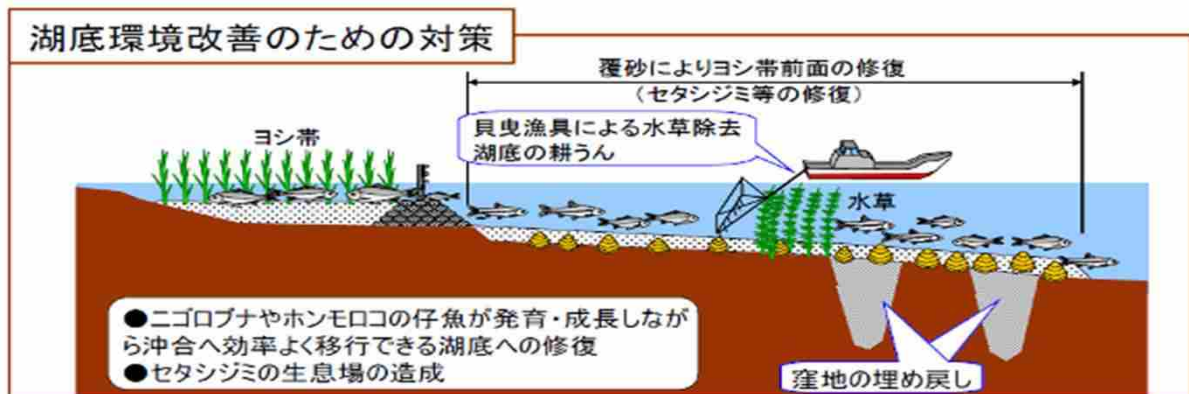 湖底環境改善のための対策
覆砂によりヨシ帯前面の修復
（セタシジミ等の修復）
貝曳漁具による水草除去
湖底の耕うん
ヨシ帯
水草
●ニゴロブナやホンモロコの仔魚が発育・成長しなが
ら沖合へ効率よく移行できる湖底への修復
●セタシジミの生息場の造成
窪地の埋め戻し